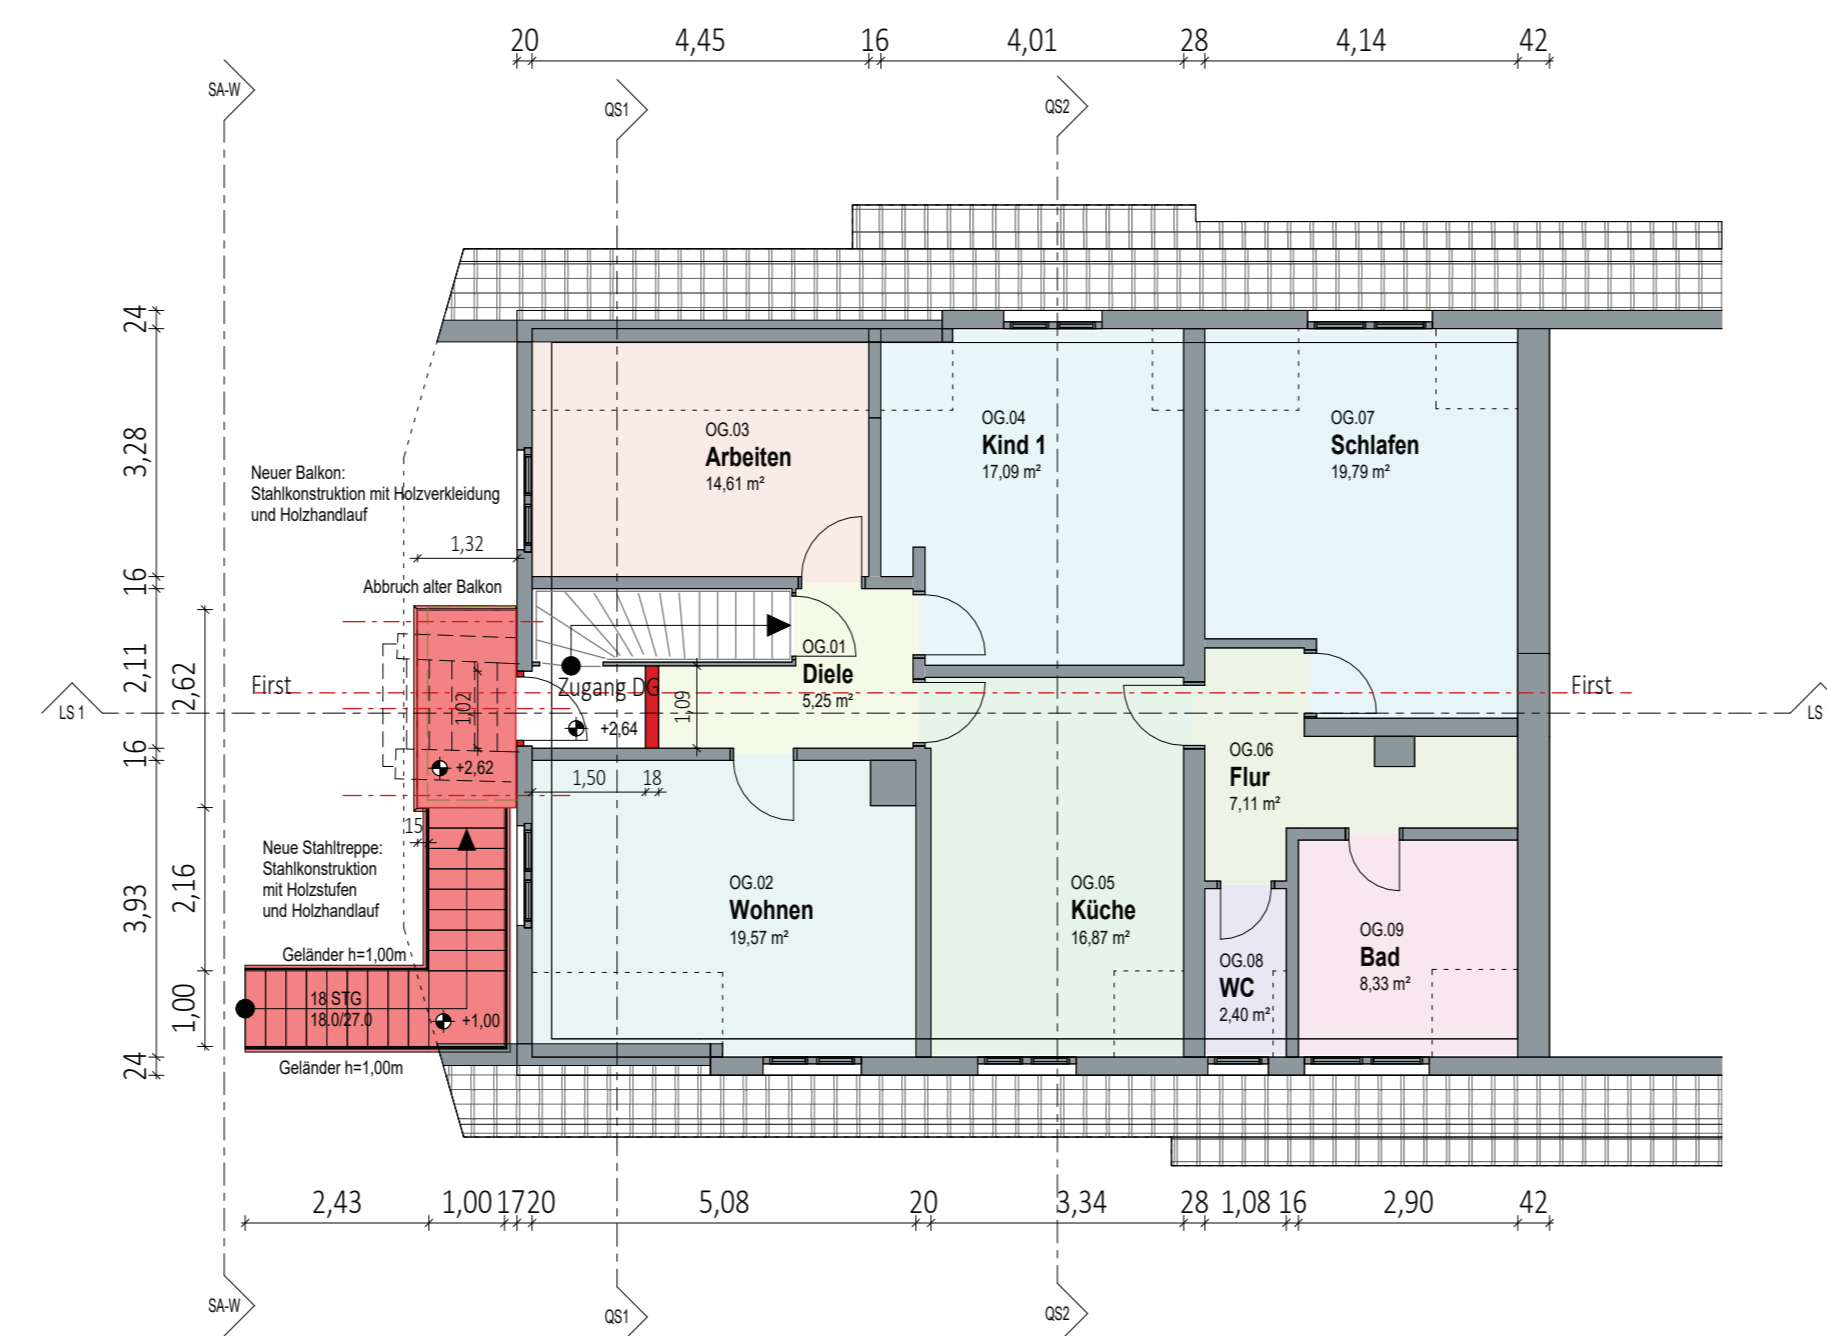 20 4,45 16 4,01 28 4,14 42
SA-W
QS1
QS2
24
3,28
16
2,11
16
3,93
24
2,62
2,16
1,00
OG.03
Arbeiten
14,61 m²
OG.04
Kind 1
17,09 m²
OG.07
Schlafen
19,79 m²
Neuer Balkon:
Stahlkonstruktion mit Holzverkleidung
und Holzhandlauf
1,32
Abbruch alter Balkon
OG.01
Diele
5,25 m²
First
First
Zugang DG
LS 1
LS
1,02
1,09
+2,64
+2,62
1,50 18
OG.06
Flur
7,11 m²
15
Neue Stahltreppe:
Stahlkonstruktion
mit Holzstufen
und Holzhandlauf
OG.02
Wohnen
19,57 m²
OG.05
Küche
16,87 m²
OG.08
WC
2,40 m²
OG.09
Bad
8,33 m²
Geländer h=1,00m
18 STG
18.0/27.0
+1,00
Geländer h=1,00m
2,43 1,00 17 20 5,08 20 3,34 28 1,08 16 2,90 42
SA-W
QS1
QS2